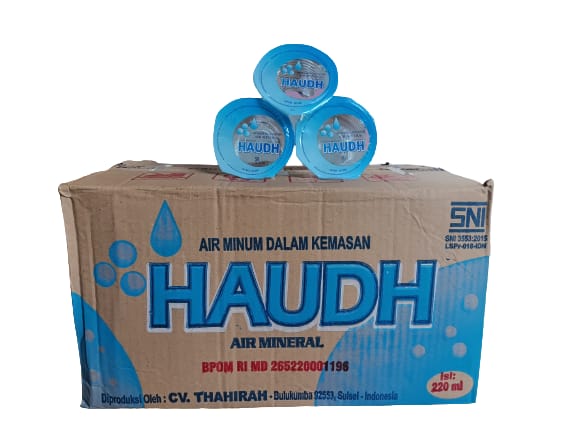 HAUDH
HAUDH
HAUDH
SNI
SNI 3553:2015
LSPr-016-IDN
AIR MINUM DALAM KEMASAN
HAUDH
AIR MINERAL
BPOM RI MD 265220001196
Isi:
220 ml
Diproduksi Oleh : CV. THAHIRAH - Bulukumba 92553, Sulsel - Indonesia